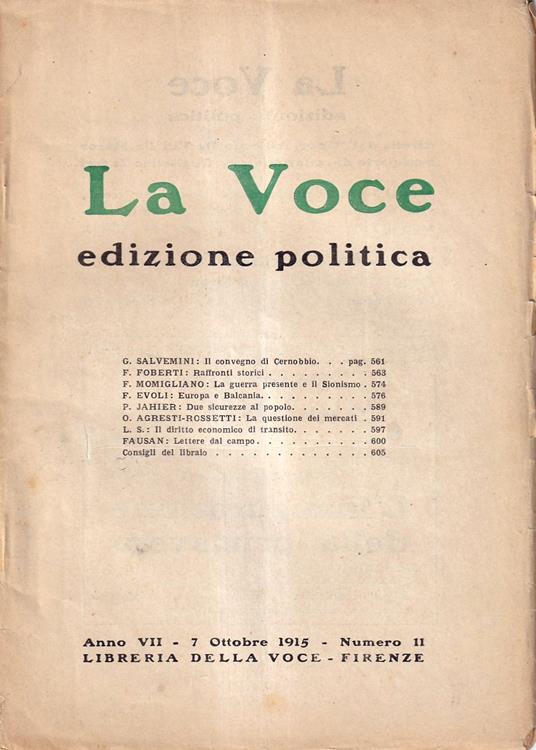 La Voce
edizione politica
G. SALVEMINI: Il convegno di Cernobbio. . . pag. 561
F. FOBERTI: Raffronti storici . . . . . . . . . 563
F. MOMIGLIANO: La guerra presente e il Sionismo . 574
F. EVOLI: Europa e Balcania. . . . . . . . . . 576
P. JAHIER: Due sicurezze al popolo. . . . . . . 589
O. AGRESTI-ROSSETTI: La questione dei mercati . 591
L. S.: Il diritto economico di transito. . . . . . . 597
FAUSAN: Lettere dal campo. . . . . . . . . . . 600
Consigli del libraio . . . . . . . . . . . . . 605
Anno VII - 7 Ottobre 1915 - Numero 11
LIBRERIA DELLA VOCE - FIRENZE